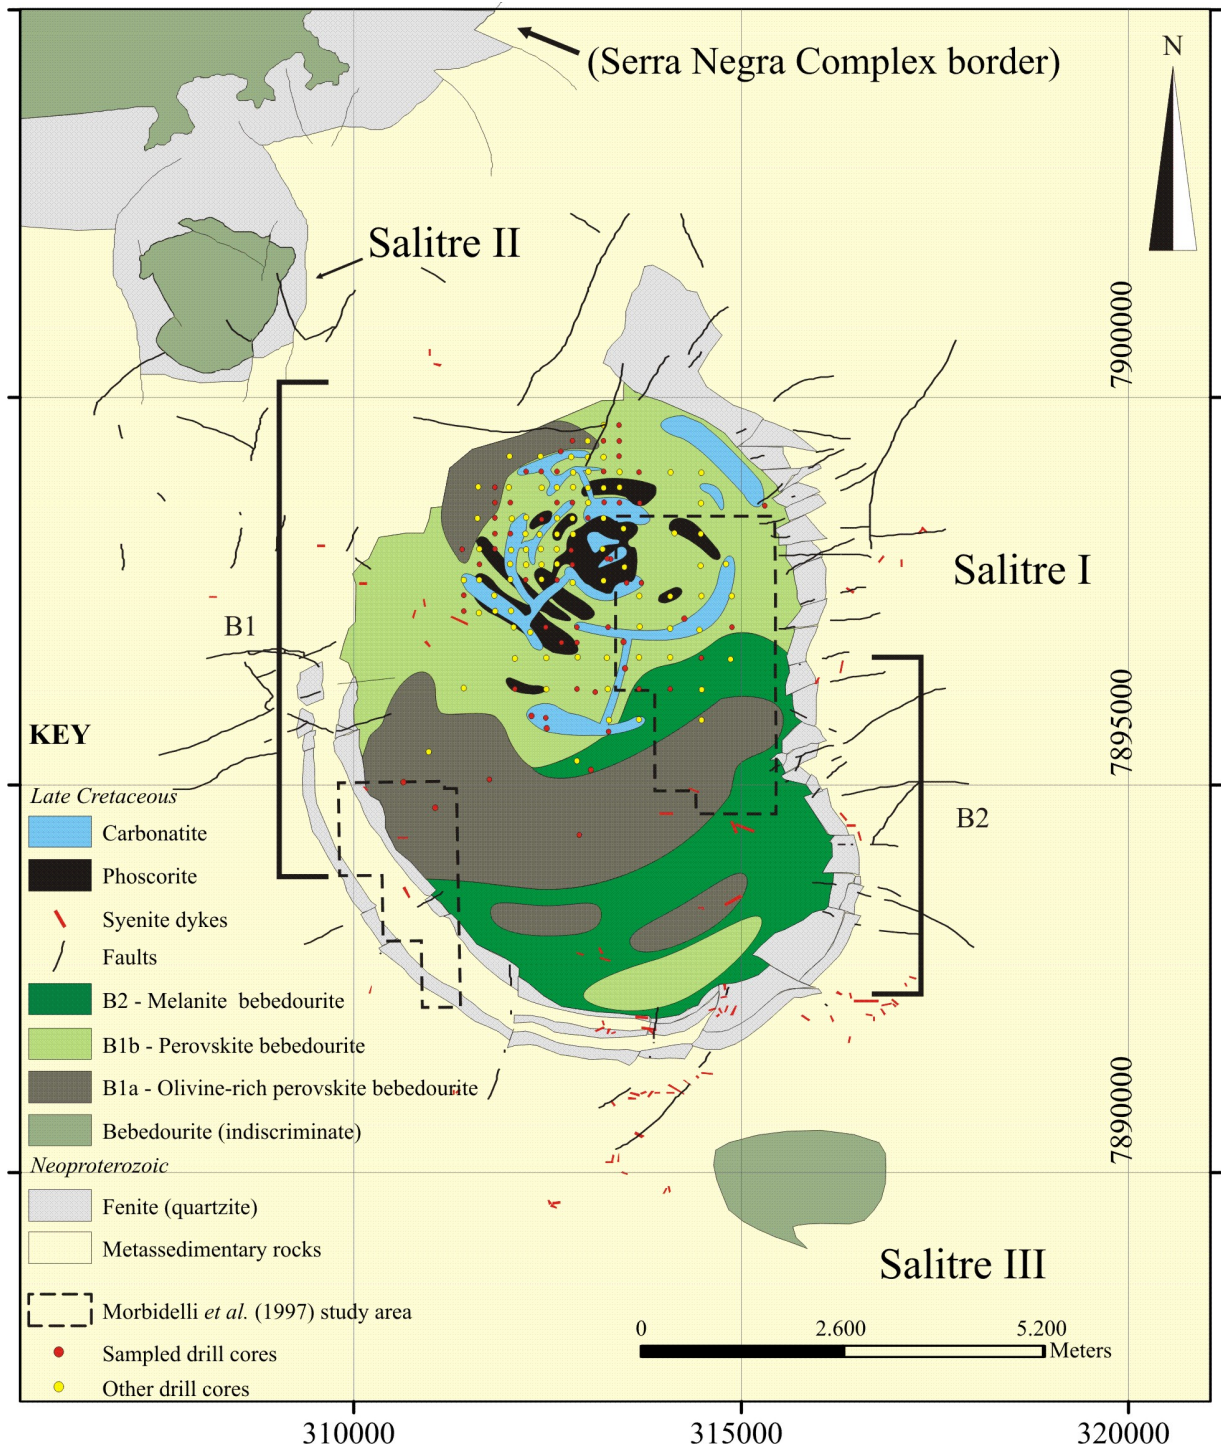 (Serra Negra Complex border)
N
Salitre II
7900000
Salitre I
B1
7895000
B2
KEY
Late Cretaceous
Carbonatite
Phoscorite
Syenite dykes
Faults
B2 - Melanite bebedourite
B1b - Perovskite bebedourite
B1a - Olivine-rich perovskite bebedourite
Bebedourite (indiscriminate)
Neoproterozoic
Fenite (quartzite)
Metassedimentary rocks
Morbidelli et al. (1997) study area
Sampled drill cores
Other drill cores
7890000
Salitre III
0 2.600 5.200
Meters
310000 315000 320000